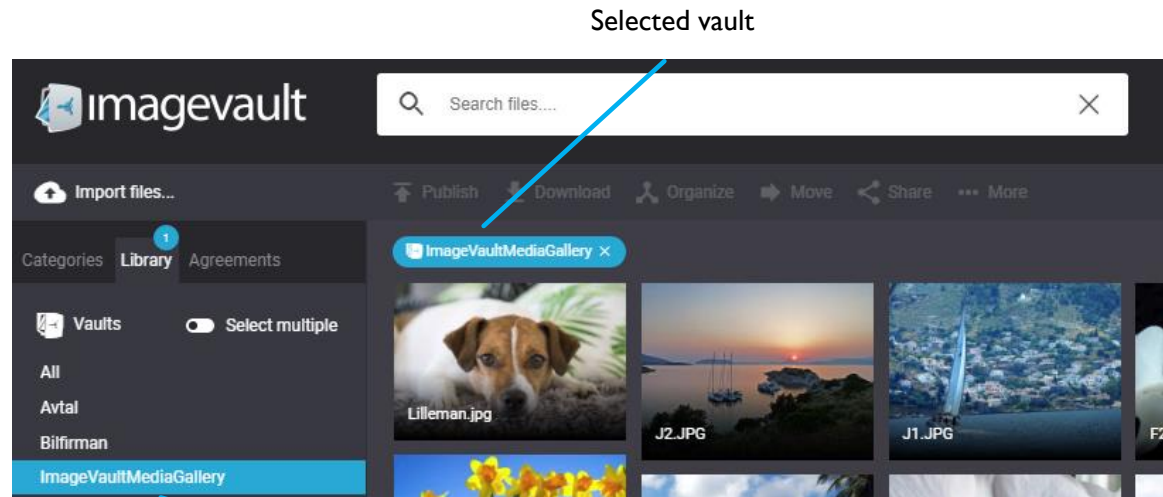 Selected vault
imagevault
Search files....
Import files...
Publish Download Organize Move Share ••• More
1
Categories Library Agreements
ImageVaultMediaGallery ×
Vaults Select multiple
All
Avtal
Bilfirman
ImageVaultMediaGallery
Lilleman.jpg
J2.JPG
J1.JPG